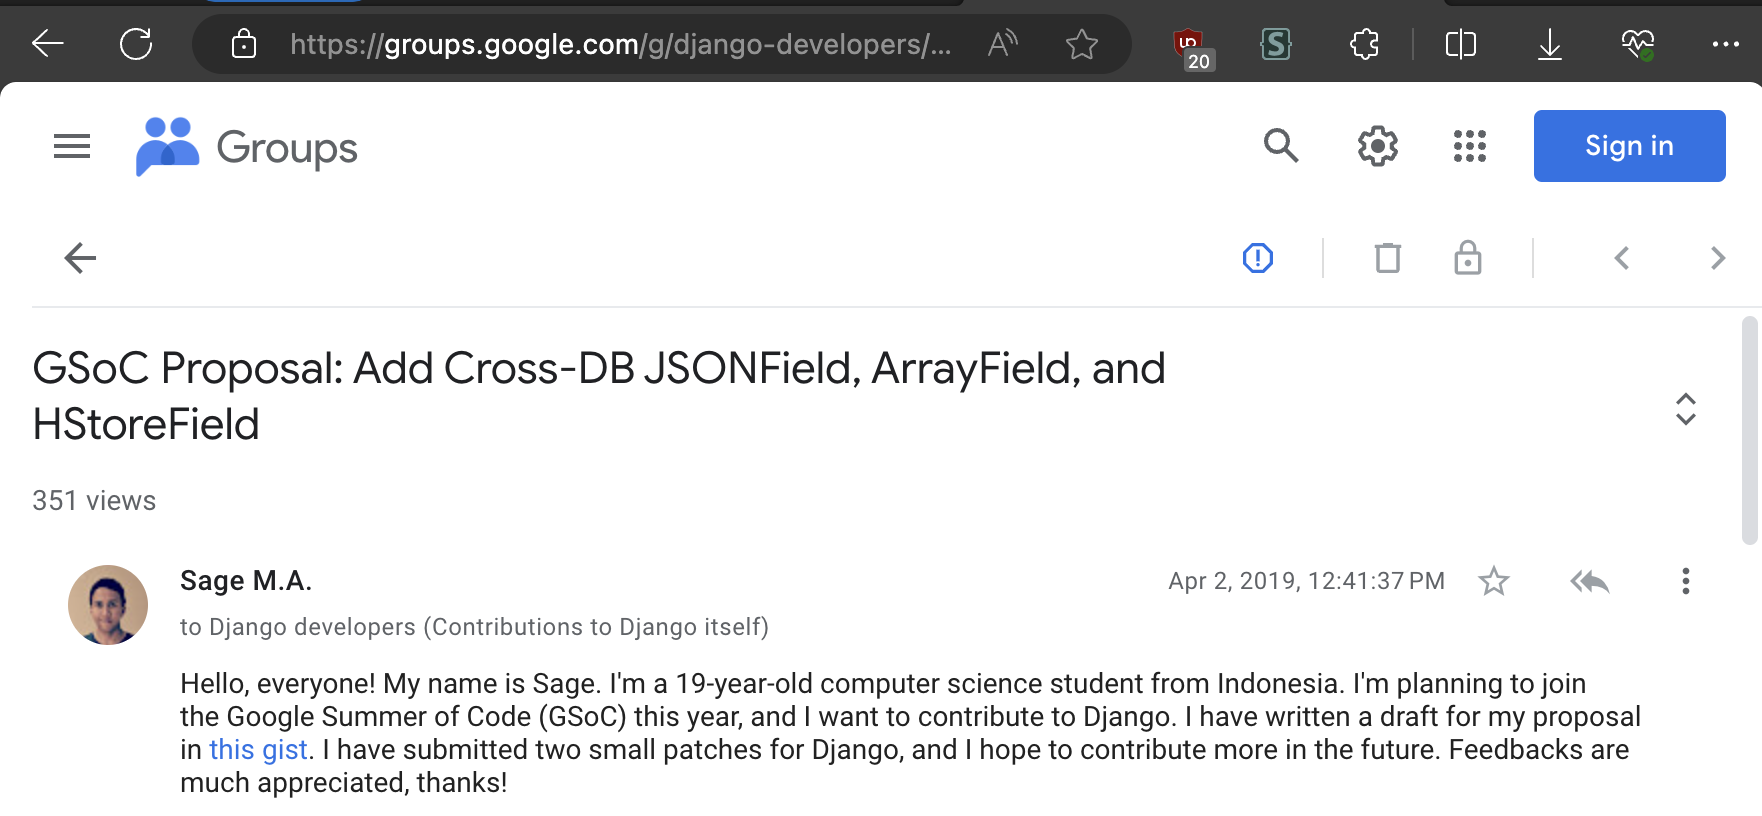 https://groups.google.com/g/django-developers/...
20
Groups
Sign in
GSoC Proposal: Add Cross-DB JSONField, ArrayField, and
HStoreField
351 views
Sage M.A.
Apr 2, 2019, 12:41:37 PM
to Django developers (Contributions to Django itself)
Hello, everyone! My name is Sage. I'm a 19-year-old computer science student from Indonesia. I'm planning to join
the Google Summer of Code (GSoC) this year, and I want to contribute to Django. I have written a draft for my proposal
in this gist. I have submitted two small patches for Django, and I hope to contribute more in the future. Feedbacks are
much appreciated, thanks!